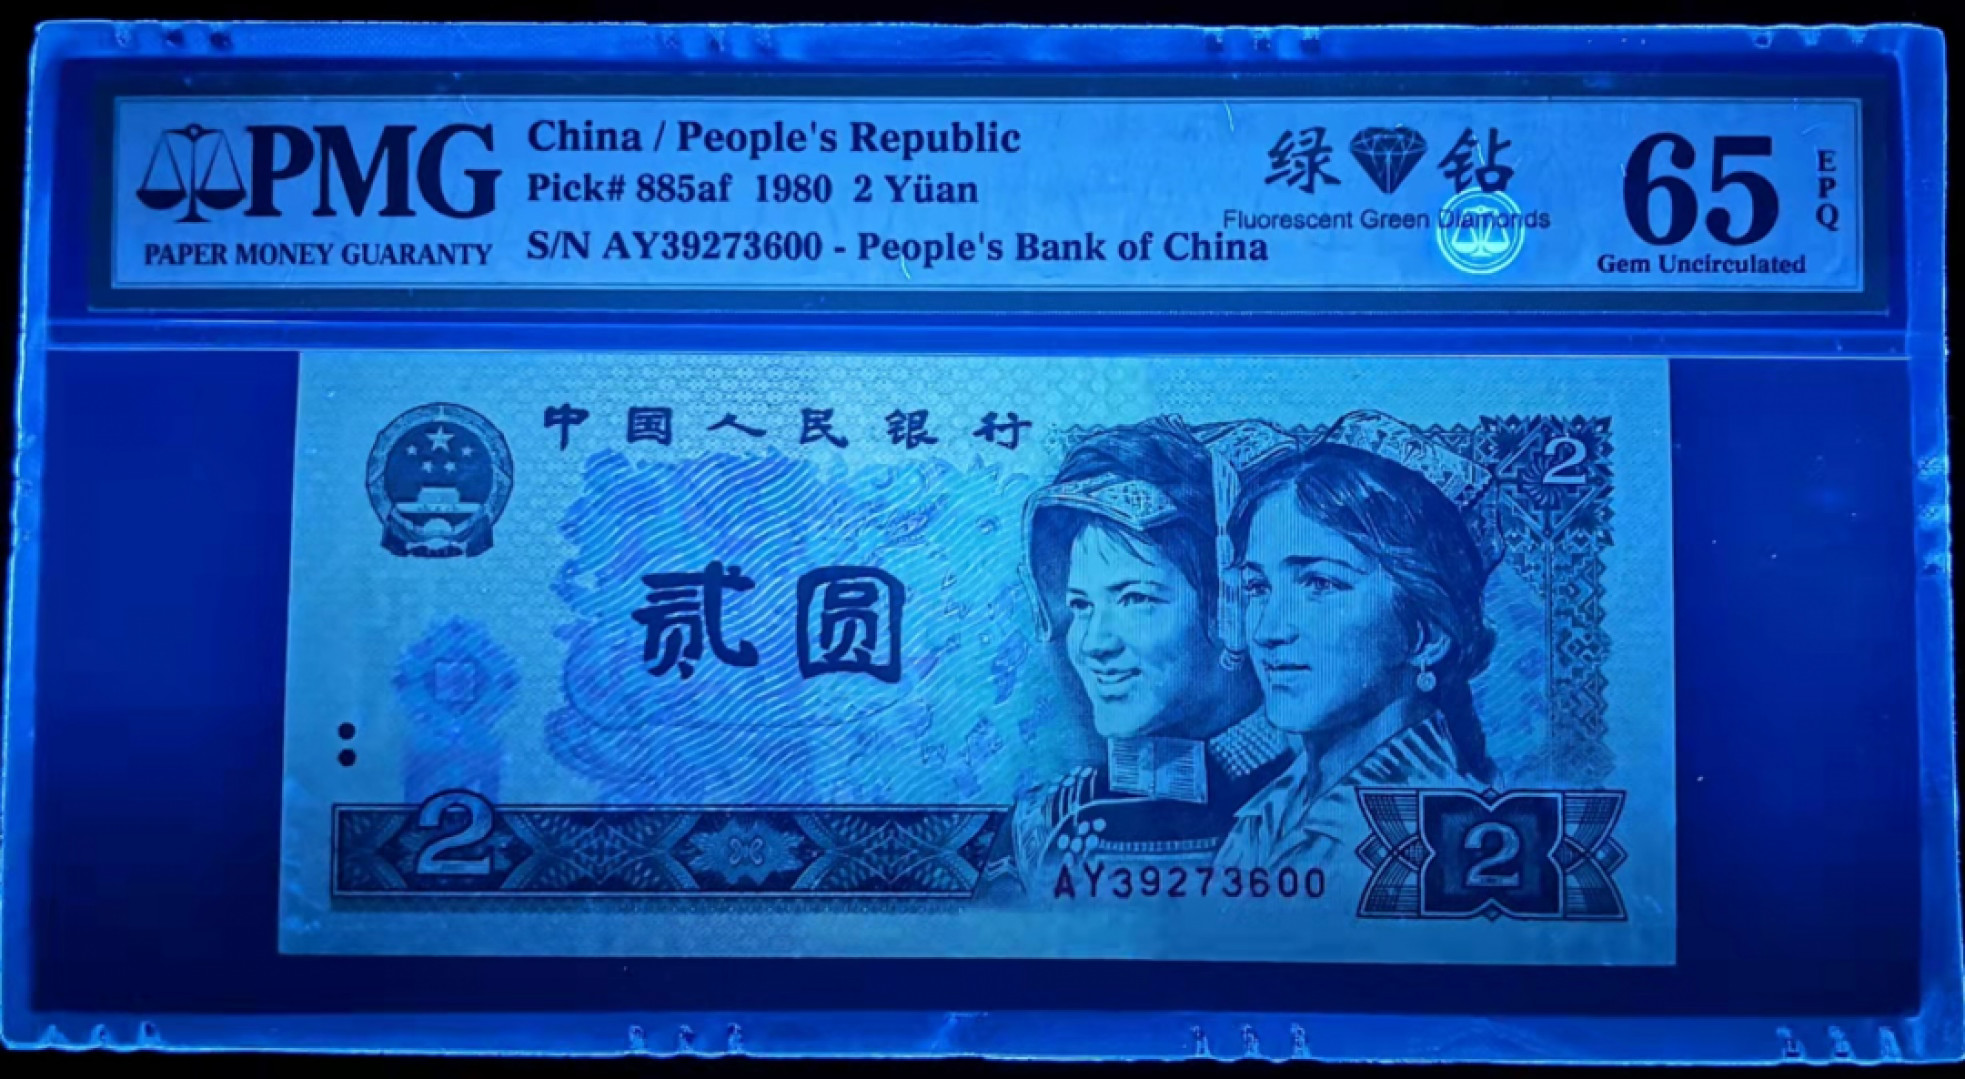 PMG
PAPER MONEY GUARANTY
China / People's Republic
Pick# 885af 1980 2 Yüan
S/N AY39273600 - People's Bank of China
绿 钻
Fluorescent Green Diamonds
65
EPQ
Gem Uncirculated
中国人民银行
2
贰圆
2
AY39273600
2